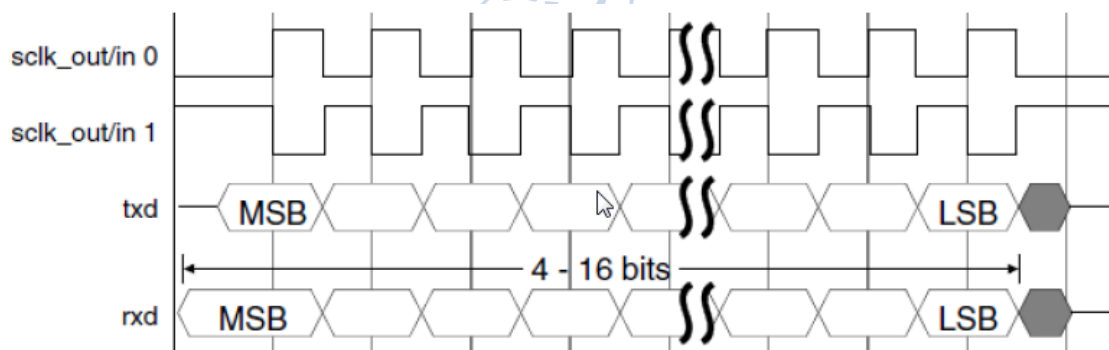 sclk_out/in 0
sclk_out/in 1
txd MSB LSB
4 - 16 bits
rxd MSB LSB